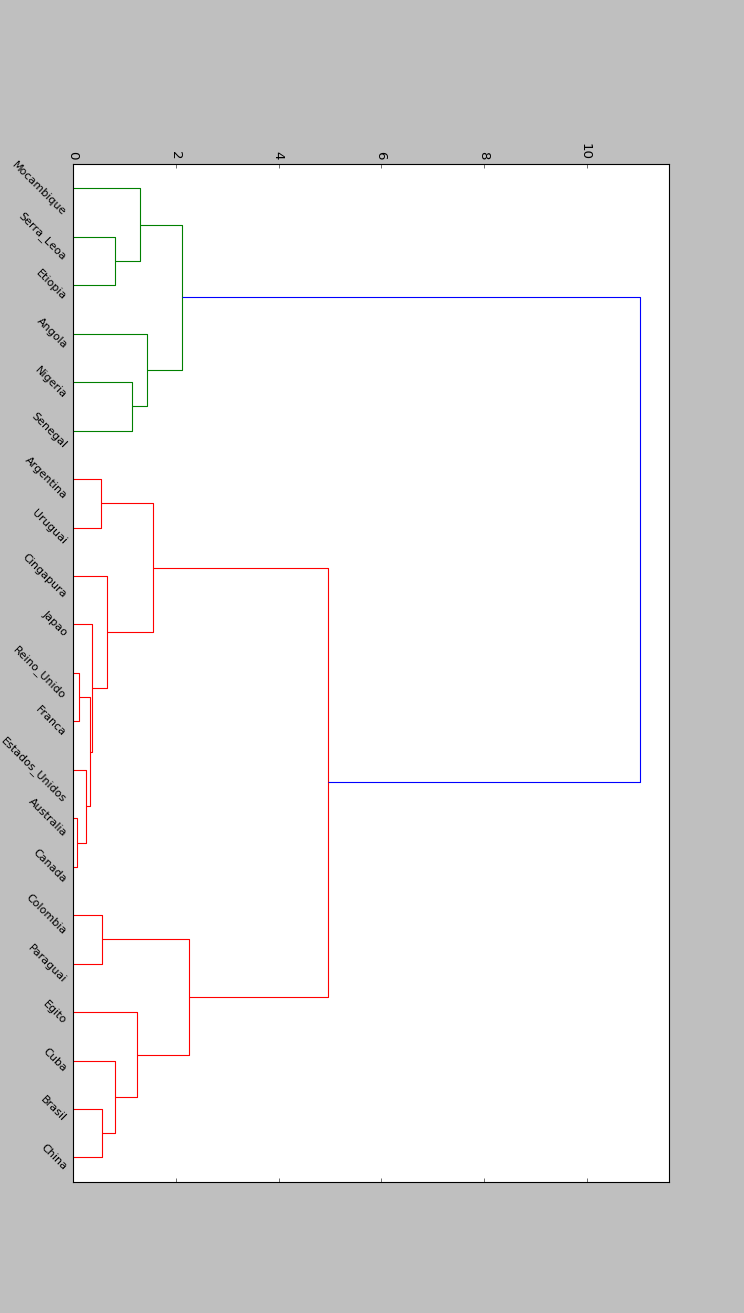 0
2
4
6
8
10
Mocambique
Serra_Leoa
Etiopia
Angola
Nigeria
Senegal
Argentina
Uruguai
Cingapura
Japao
Reino_Unido
Franca
Estados_Unidos
Australia
Canada
Colombia
Paraguai
Egito
Cuba
Brasil
China